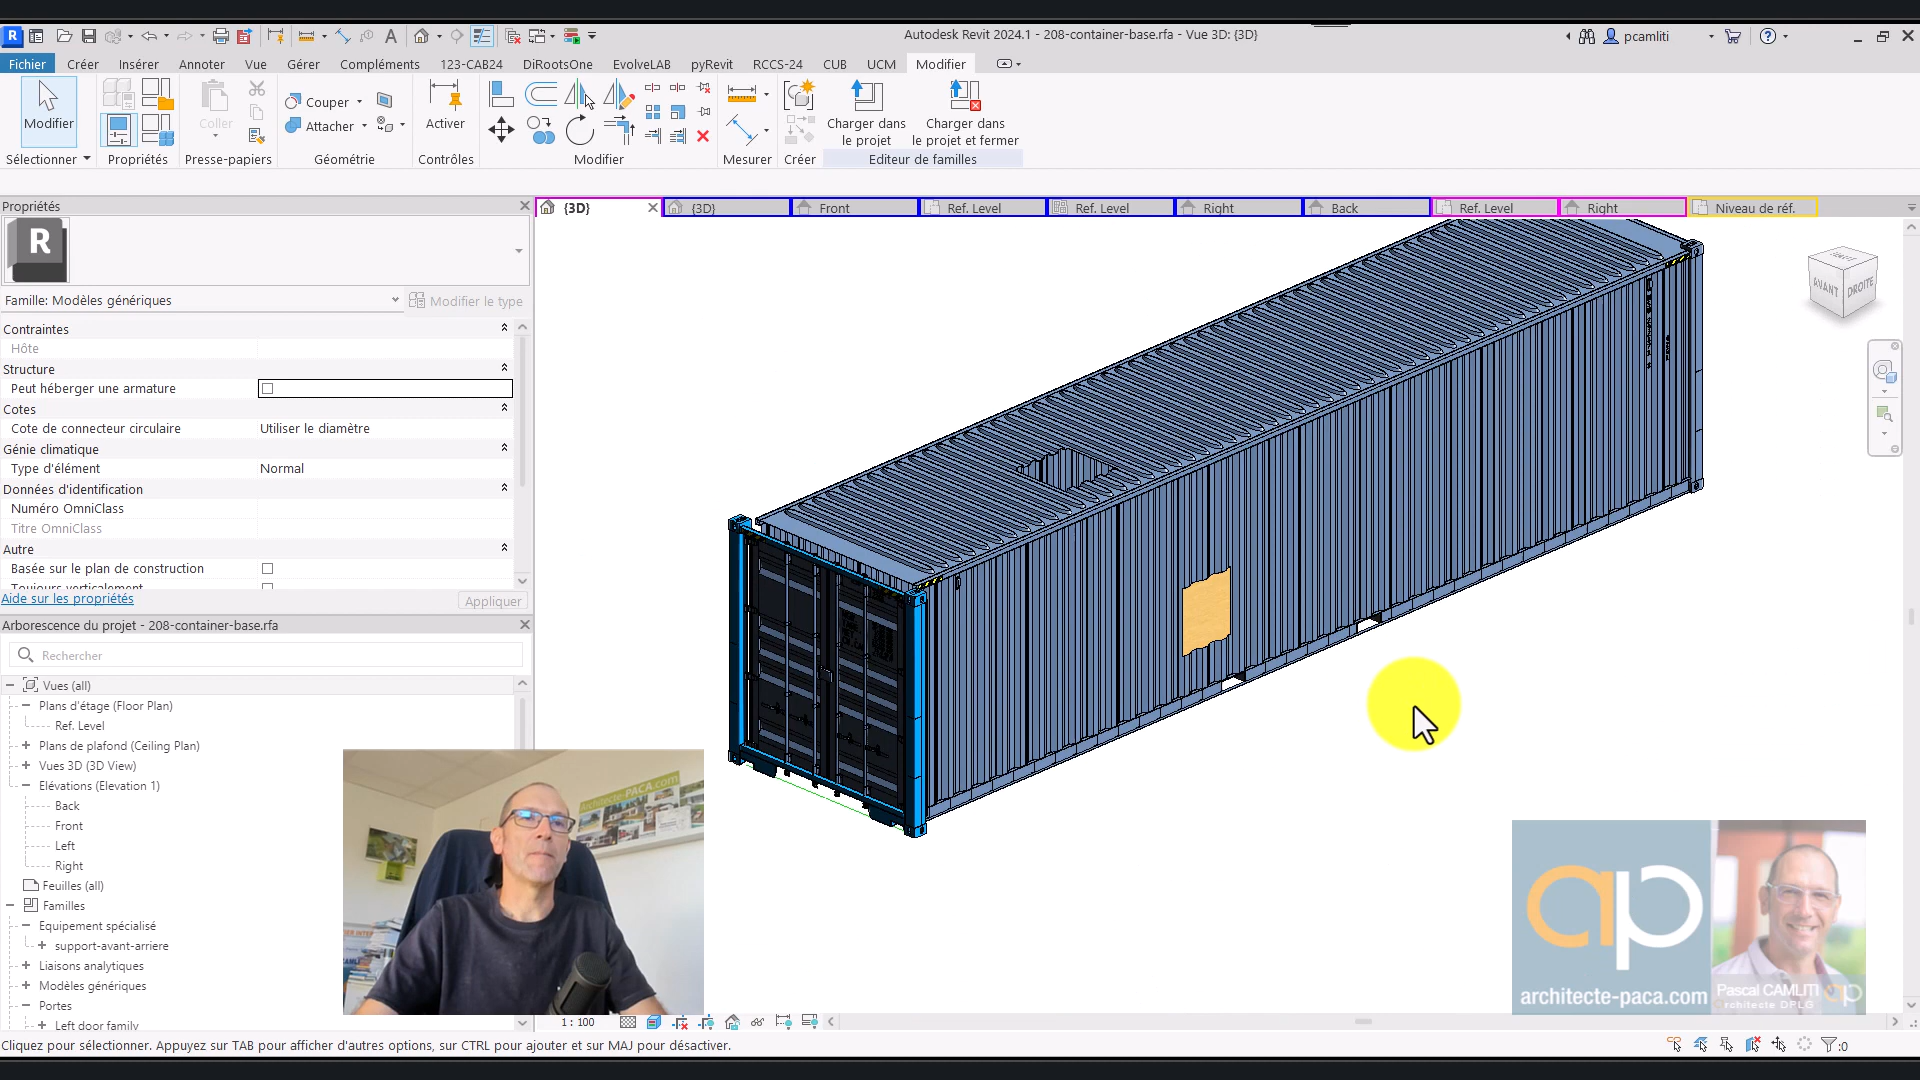 Autodesk Revit 2024.1 - 208-container-base.rfa - Vue 3D: {3D}
pcamliti
Fichier Créer Insérer Annoter Vue Gérer Compléments 123-CAB24 DiRootsOne EvolveLAB pyRevit RCCS-24 CUB UCM Modifier
Modifier
Coller
Couper
Attacher
Activer
Charger dans le projet
Charger dans le projet et fermer
Sélectionner Propriétés Presse-papiers Géométrie Contrôles Modifier Mesurer Créer Editeur de familles
Propriétés
{3D} {3D} Front Ref. Level Ref. Level Right Back Ref. Level Right Niveau de réf.
R
Famille: Modèles génériques
Modifier le type
Contraintes
Hôte
Structure
Peut héberger une armature
Cotes
Cote de connecteur circulaire Utiliser le diamètre
Génie climatique
Type d'élément Normal
Données d'identification
Numéro OmniClass
Titre OmniClass
Autre
Basée sur le plan de construction
Toujours verticalement
Aide sur les propriétés
Appliquer
AVANT DROITE
Arborescence du projet - 208-container-base.rfa
Rechercher
Vues (all)
Plans d'étage (Floor Plan)
Ref. Level
Plans de plafond (Ceiling Plan)
Vues 3D (3D View)
Elévations (Elevation 1)
Back
Front
Left
Right
Feuilles (all)
Familles
Equipement spécialisé
support-avant-arriere
Liaisons analytiques
Modèles génériques
Portes
Left door family
Architecte-PACA.com
ap
architecte-paca.com
Pascal CAMLITI
Architecte DPLG
1 : 100
Cliquez pour sélectionner. Appuyez sur TAB pour afficher d'autres options, sur CTRL pour ajouter et sur MAJ pour désactiver.
:0